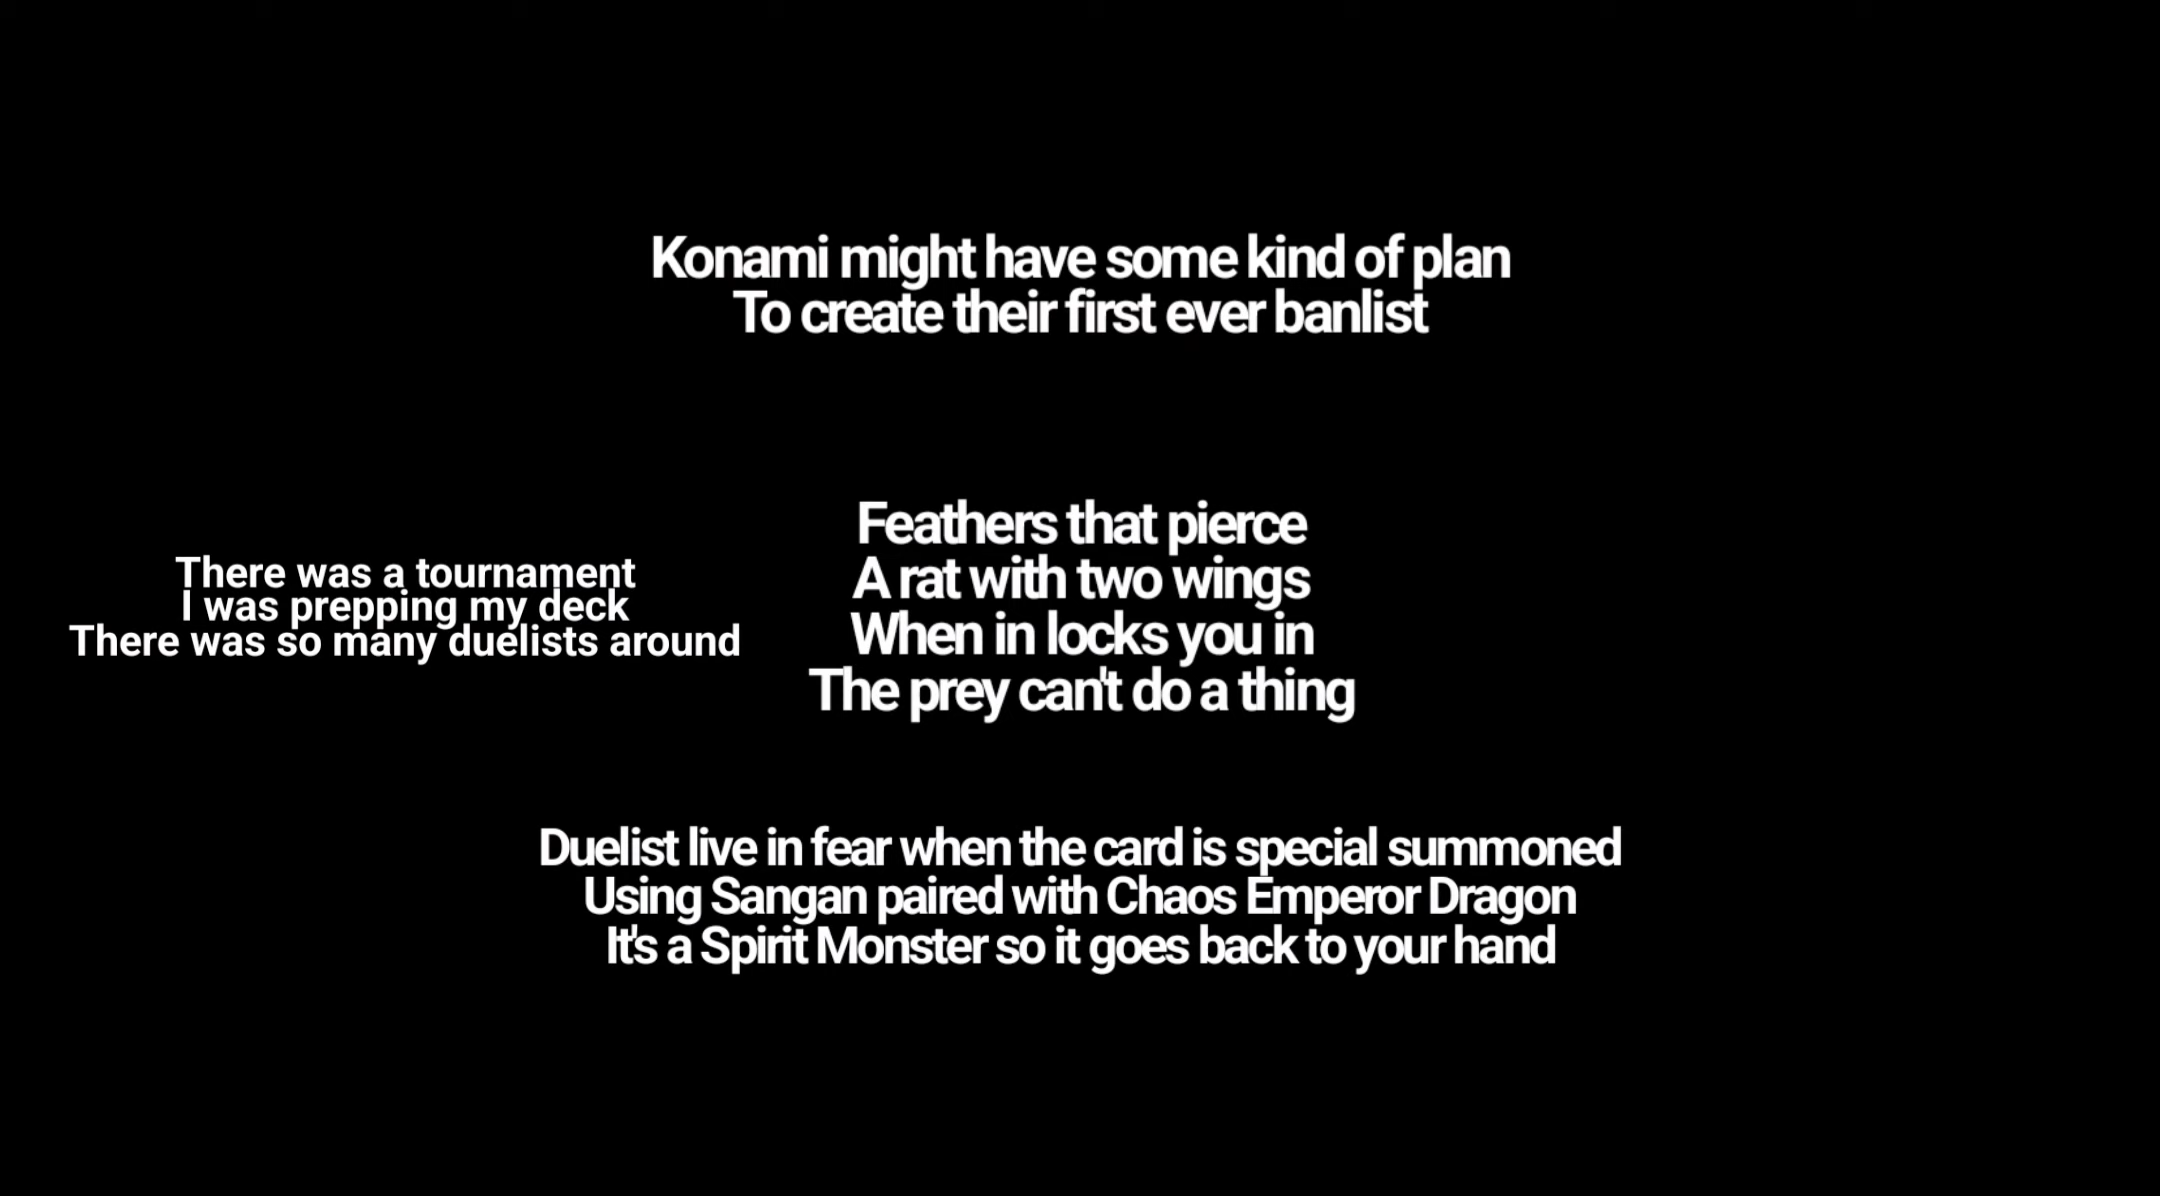 Konami might have some kind of plan
To create their first ever banlist
There was a tournament
I was prepping my deck
There was so many duelists around
Feathers that pierce
A rat with two wings
When in locks you in
The prey can't do a thing
Duelist live in fear when the card is special summoned
Using Sangan paired with Chaos Emperor Dragon
It's a Spirit Monster so it goes back to your hand